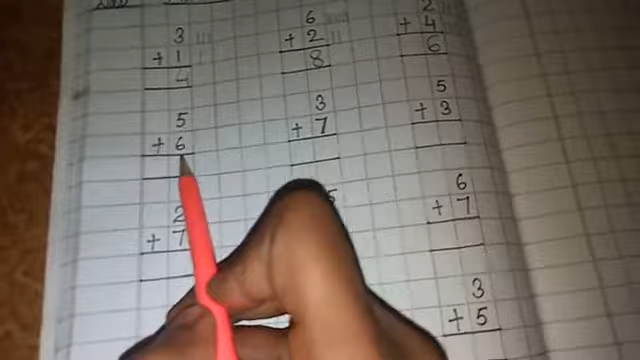 3 6 2
+ 1 + 2 + 4
4 8 6
5 3 5
+ 6 + 7 + 3
2 5 6
+ 7 + 7
3
+ 5